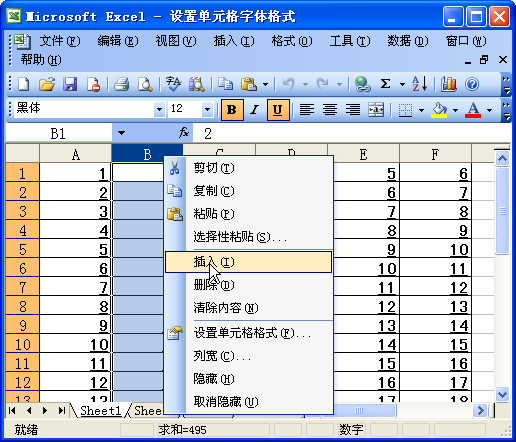 Microsoft Excel - 设置单元格字体格式
文件(F) 编辑(E) 视图(V) 插入(I) 格式(O) 工具(T) 数据(D) 窗口(W)
帮助(H)
黑体 12 B I U
B1 fx 2
A B C D E F
1 1 5 6
2 2 6 7
3 3 7 8
4 4 8 9
5 5 9 10
6 6 10 11
7 7 11 12
8 8 12 13
9 9 13 14
10 10 14 15
11 11 15 16
12 12 16 17
13 13 17 18
剪切(T)
复制(C)
粘贴(P)
选择性粘贴(S)...
插入(I)
删除(D)
清除内容(N)
设置单元格格式(F)...
列宽(C)...
隐藏(H)
取消隐藏(U)
Sheet1 Shee
就绪 求和=495 数字